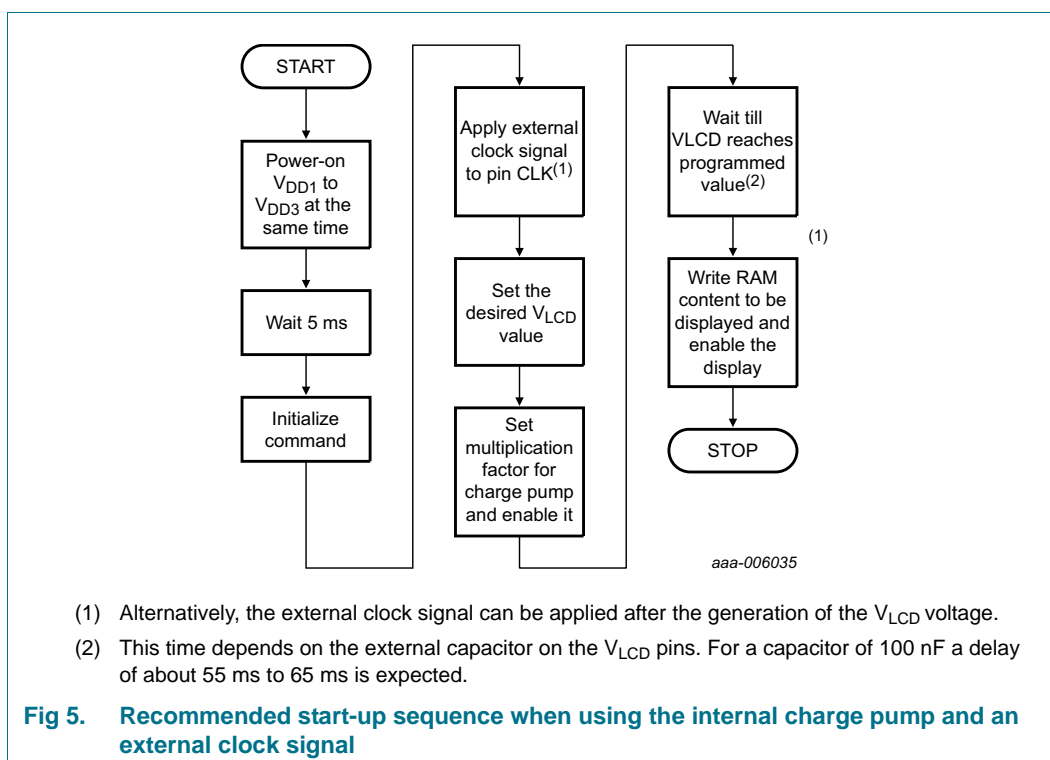 START
Power-on
VDD1 to
VDD3 at the
same time
Wait 5 ms
Initialize
command
Apply external
clock signal
to pin CLK(1)
Set the
desired VLCD
value
Set
multiplication
factor for
charge pump
and enable it
Wait till
VLCD reaches
programmed
value(2)
(1)
Write RAM
content to be
displayed and
enable the
display
STOP
aaa-006035
(1) Alternatively, the external clock signal can be applied after the generation of the VLCD voltage.
(2) This time depends on the external capacitor on the VLCD pins. For a capacitor of 100 nF a delay
of about 55 ms to 65 ms is expected.
Fig 5. Recommended start-up sequence when using the internal charge pump and an
external clock signal